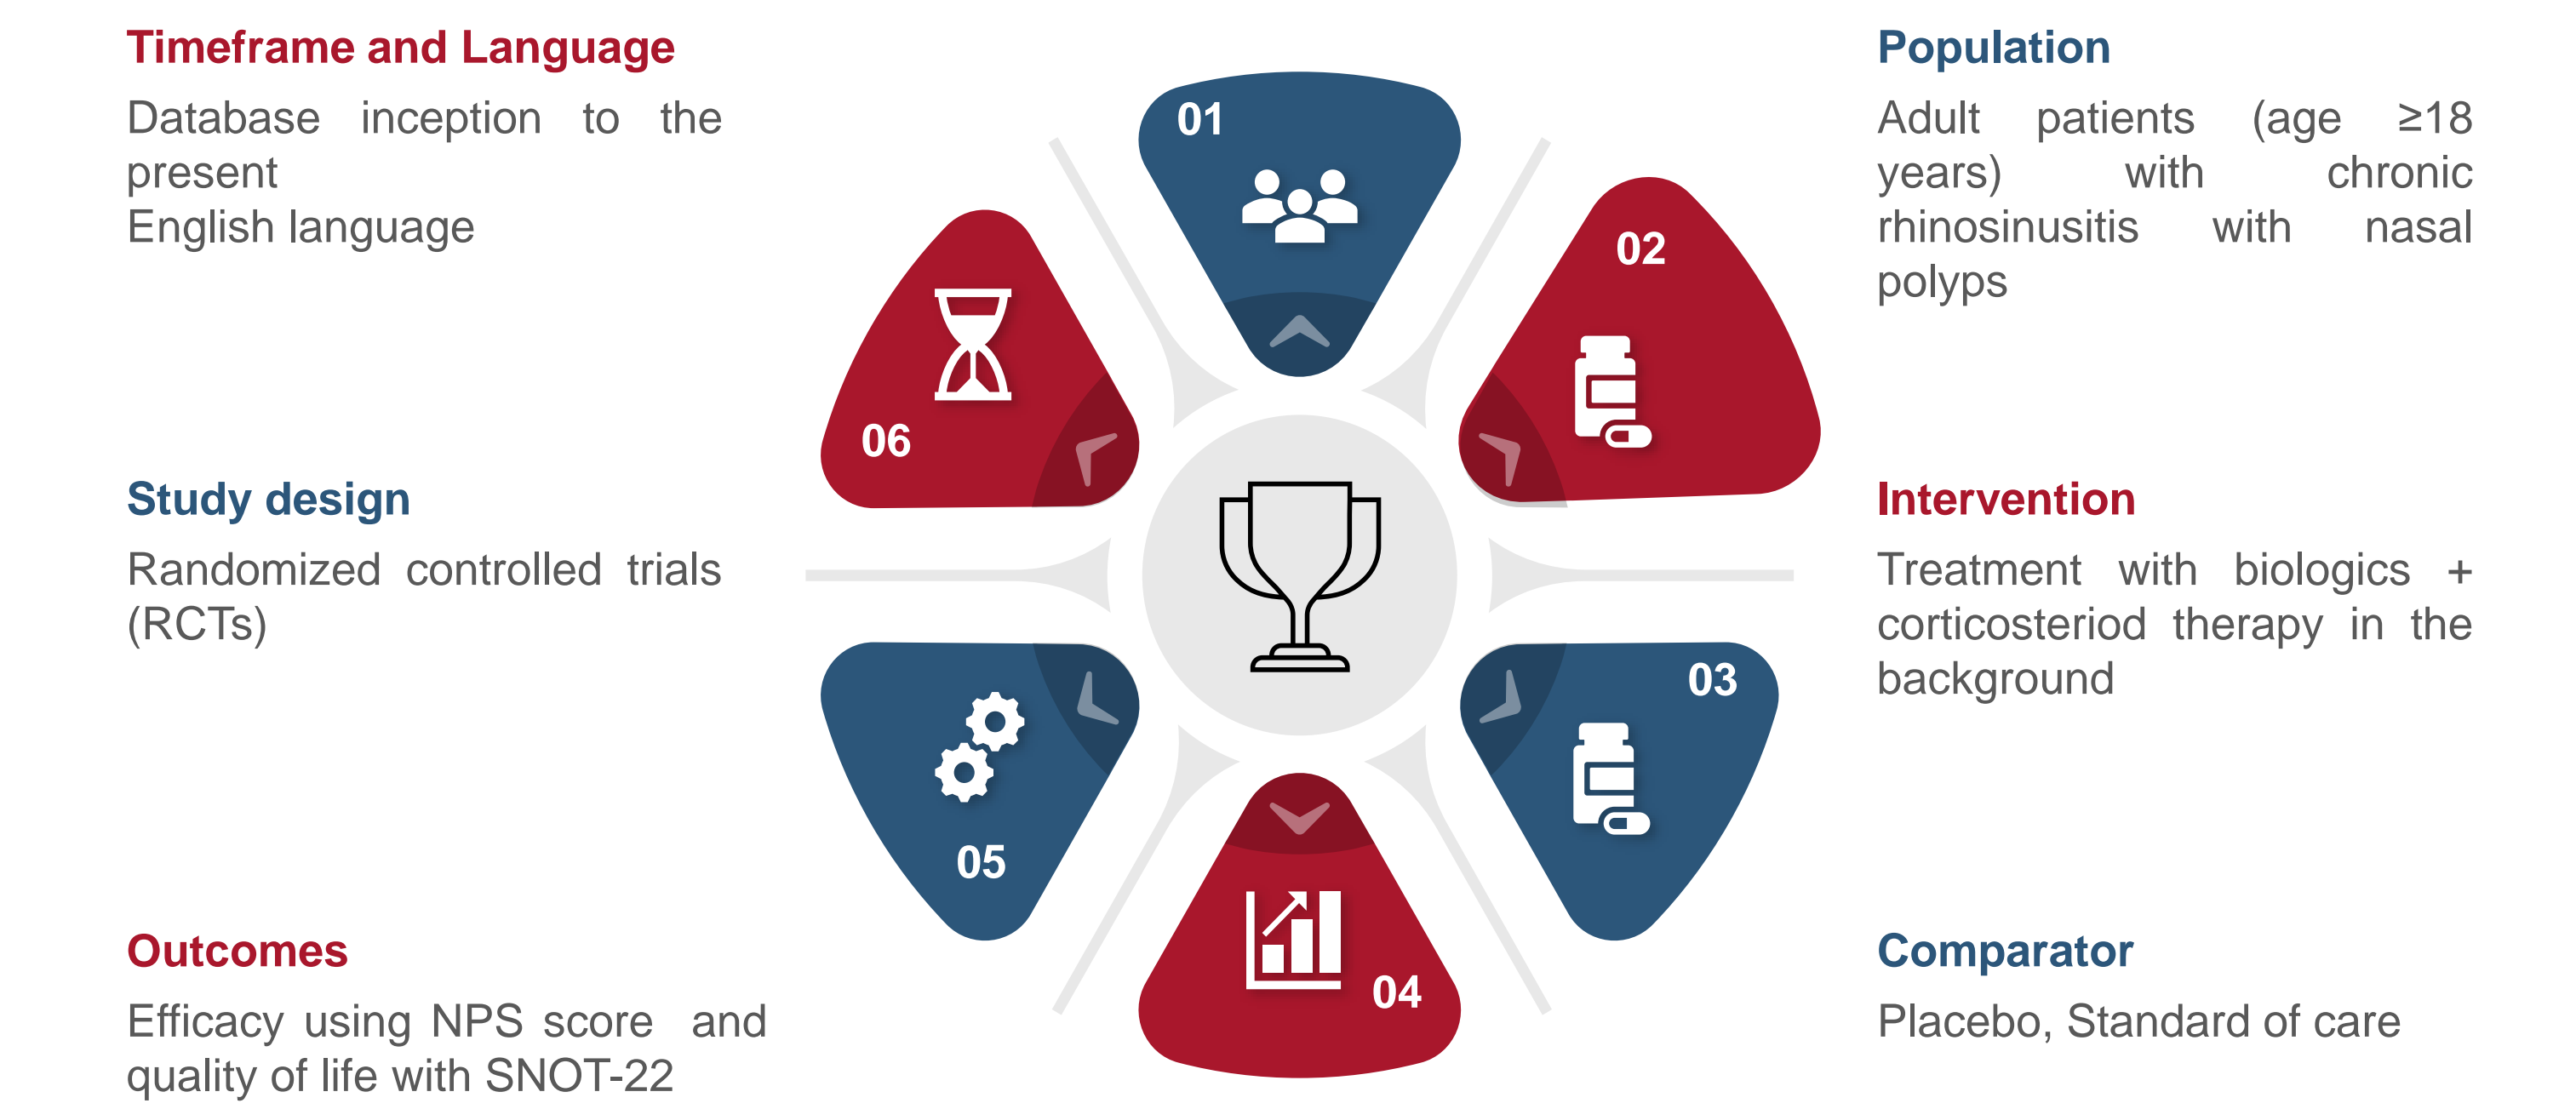 Timeframe and Language
Database inception to the
present
English language
Study design
Randomized controlled trials
(RCTs)
Outcomes
Efficacy using NPS score and
quality of life with SNOT-22
01
02
03
04
05
06
Population
Adult patients (age ≥18
years) with chronic
rhinosinusitis with nasal
polyps
Intervention
Treatment with biologics +
corticosteriod therapy in the
background
Comparator
Placebo, Standard of care